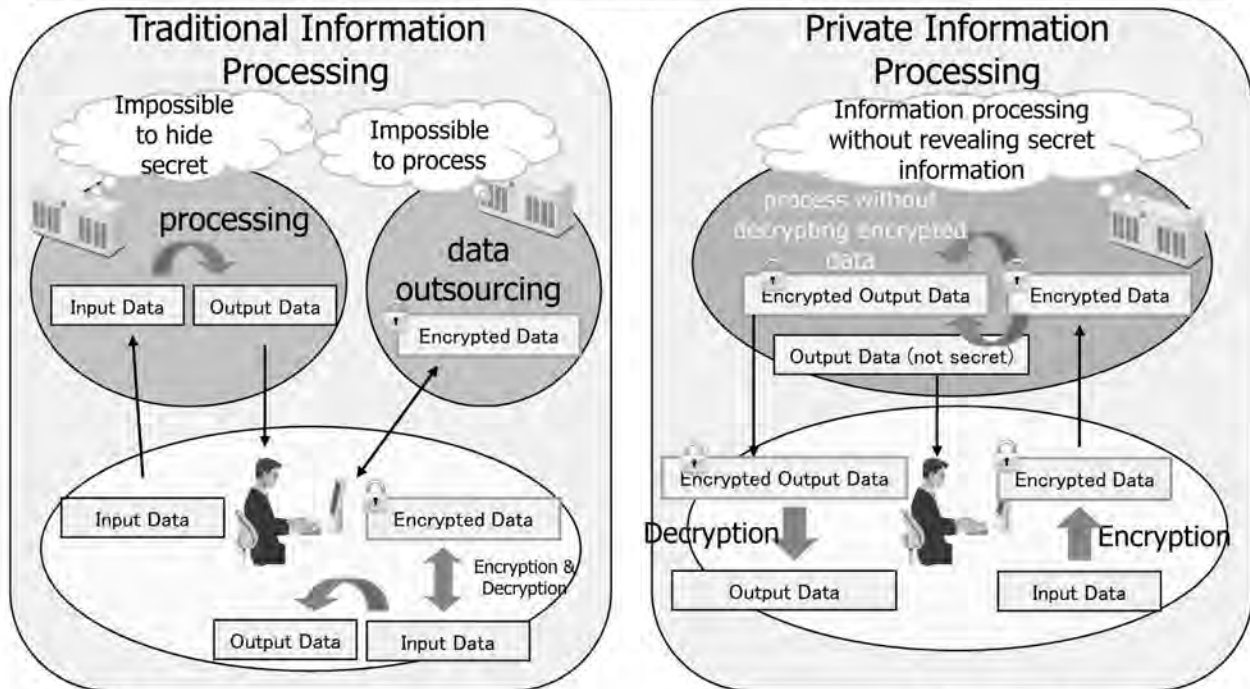 Traditional Information
Processing
Impossible
to hide
secret
Impossible
to process
processing
data
outsourcing
Input Data
Output Data
Encrypted Data
Input Data
Encrypted Data
Encryption &
Decryption
Output Data
Input Data
Private Information
Processing
Information processing
without revealing secret
information
process without
decrypting encrypted
data
Encrypted Output Data
Encrypted Data
Output Data (not secret)
Encrypted Output Data
Encrypted Data
Decryption
Encryption
Output Data
Input Data